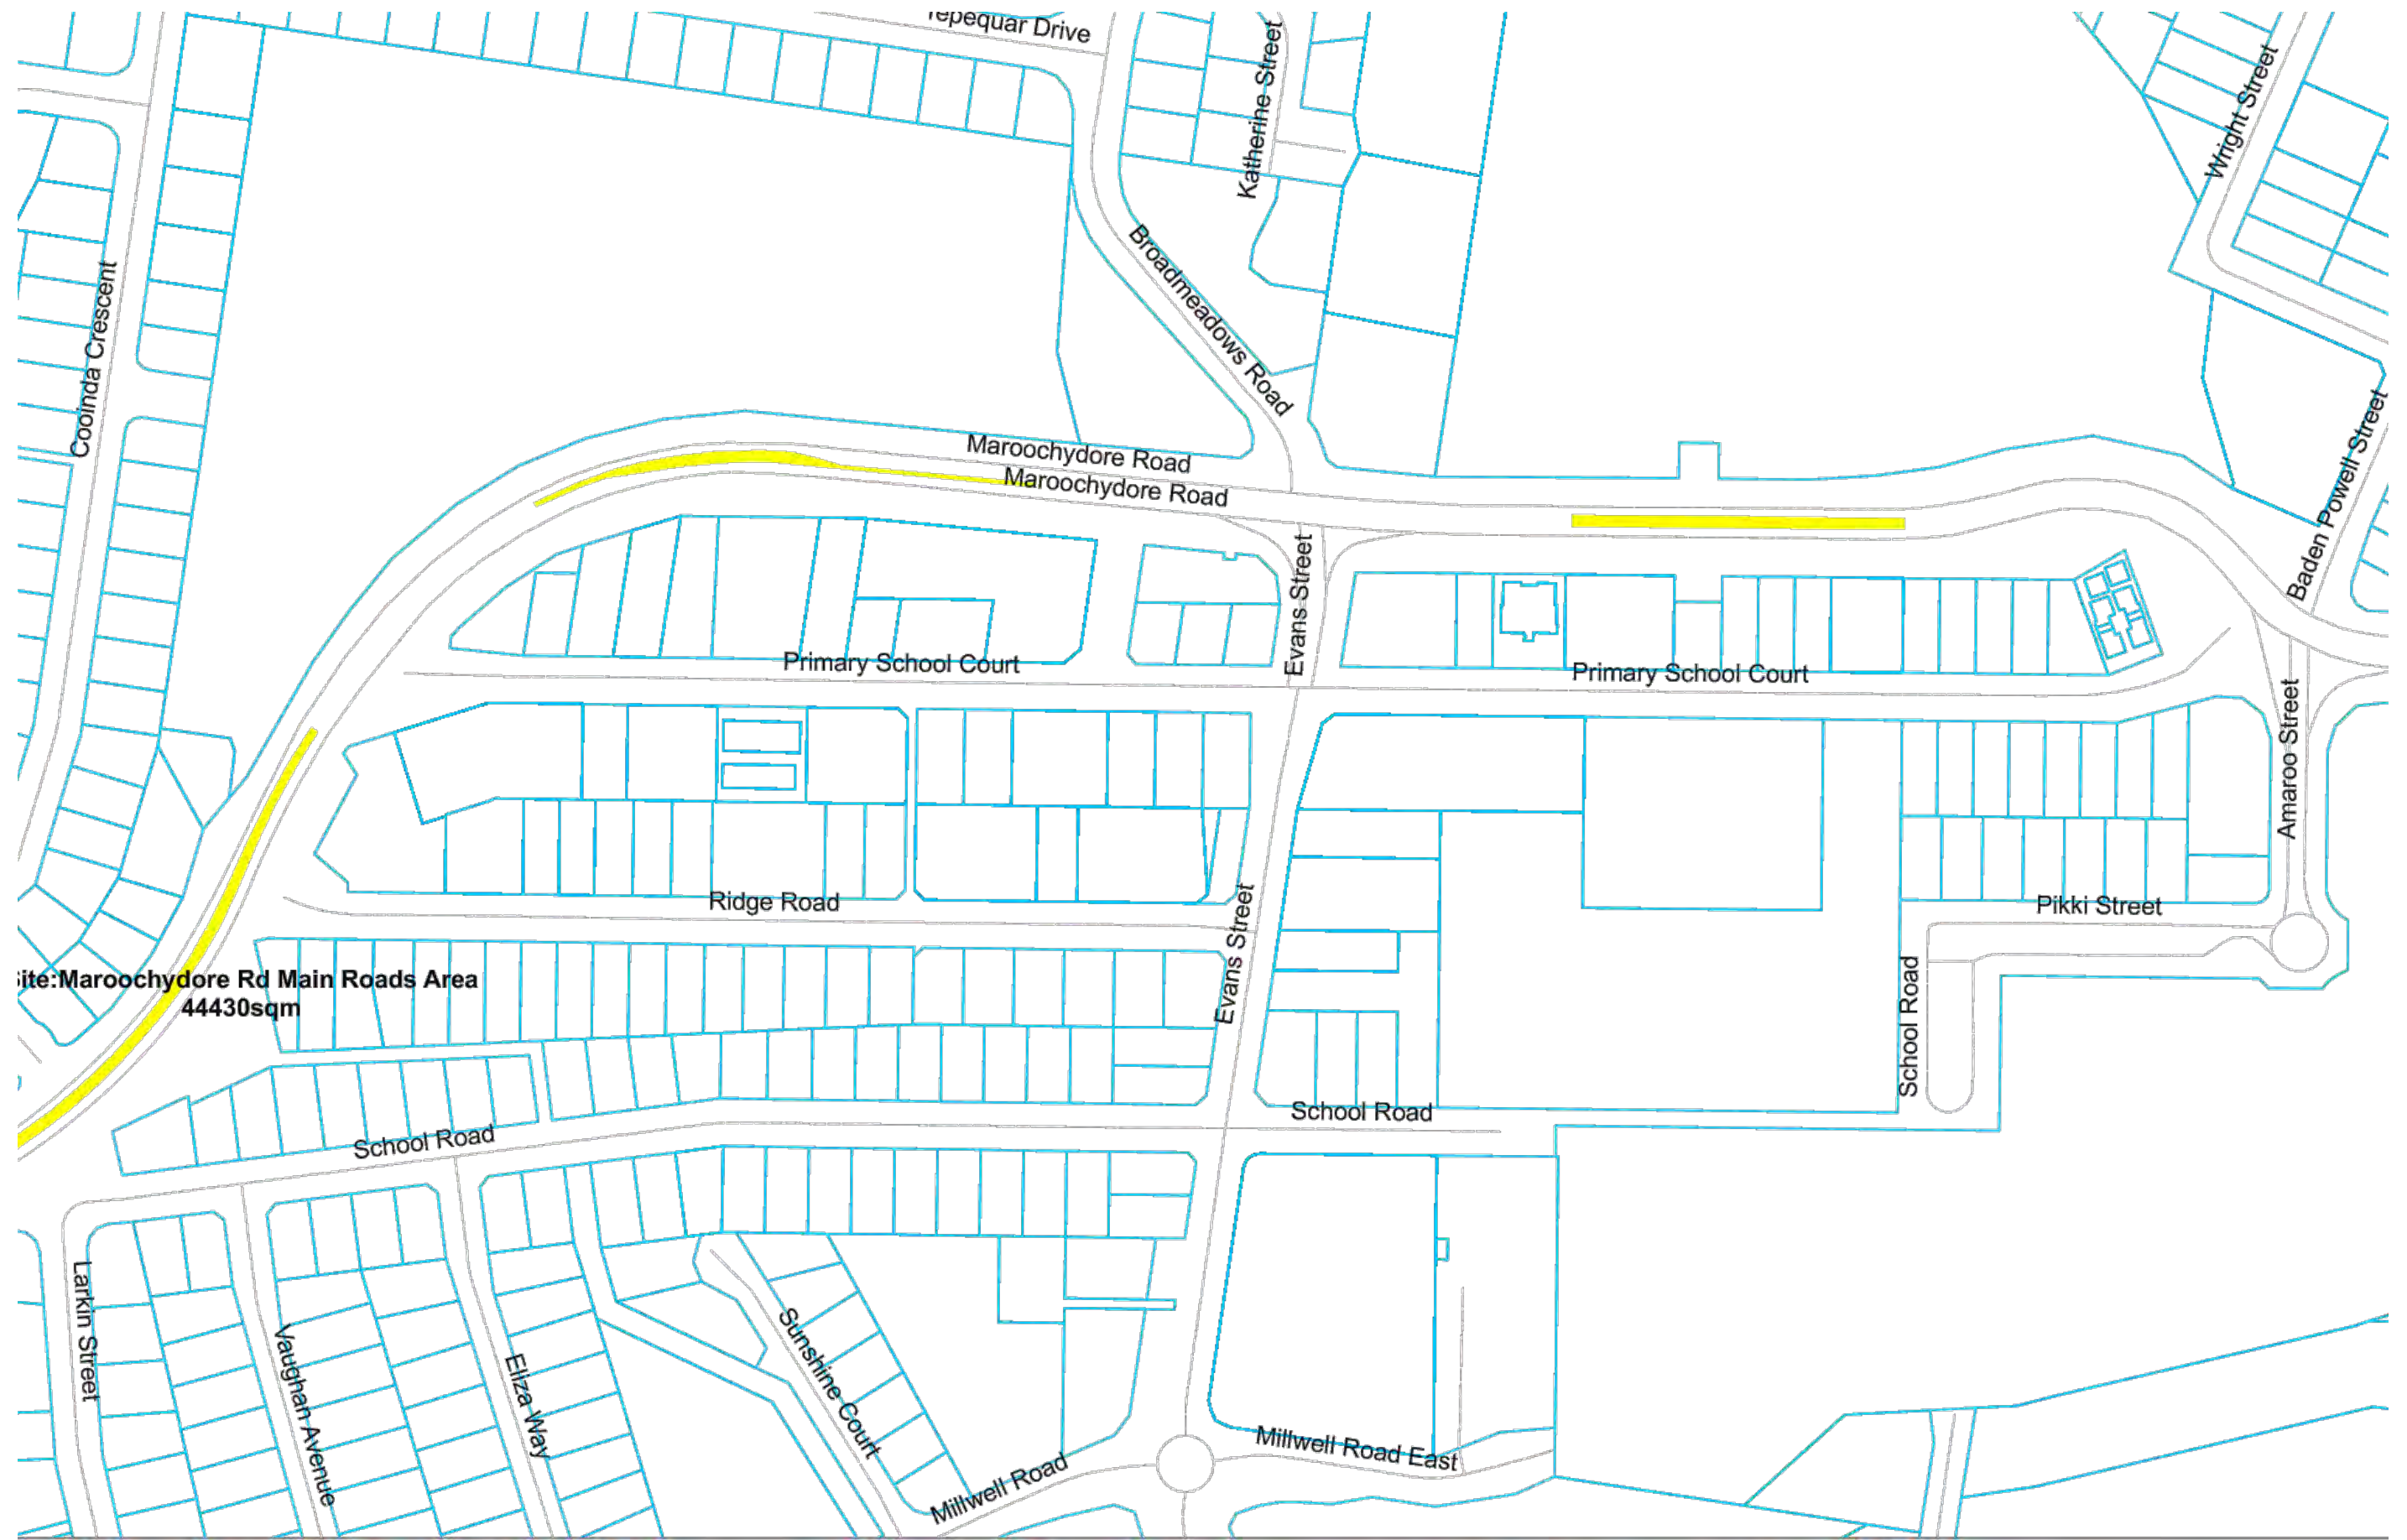 Tepequar Drive
Katherine Street
Wright Street
Cooinda Crescent
Broadmeadows Road
Baden Powell Street
Maroochydore Road
Maroochydore Road
Evans Street
Primary School Court
Primary School Court
Amaroo Street
Ridge Road
Pikki Street
Evans Street
School Road
ite:Maroochydore Rd Main Roads Area
44430sqm
School Road
School Road
Larkin Street
Vaughan Avenue
Eliza Way
Sunshine Court
Millwell Road
Millwell Road East